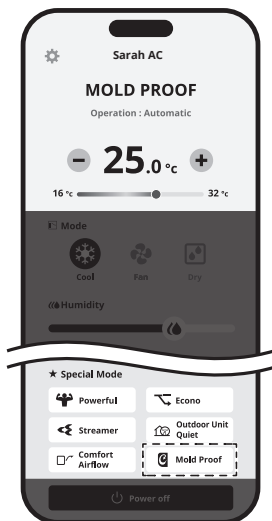 Sarah AC
MOLD PROOF
Operation : Automatic
25.0 °c
16 °c 32 °c
Mode
Cool Fan Dry
Humidity
★ Special Mode
Powerful Econo
Streamer Outdoor Unit
Quiet
Comfort
Airflow Mold Proof
Power off